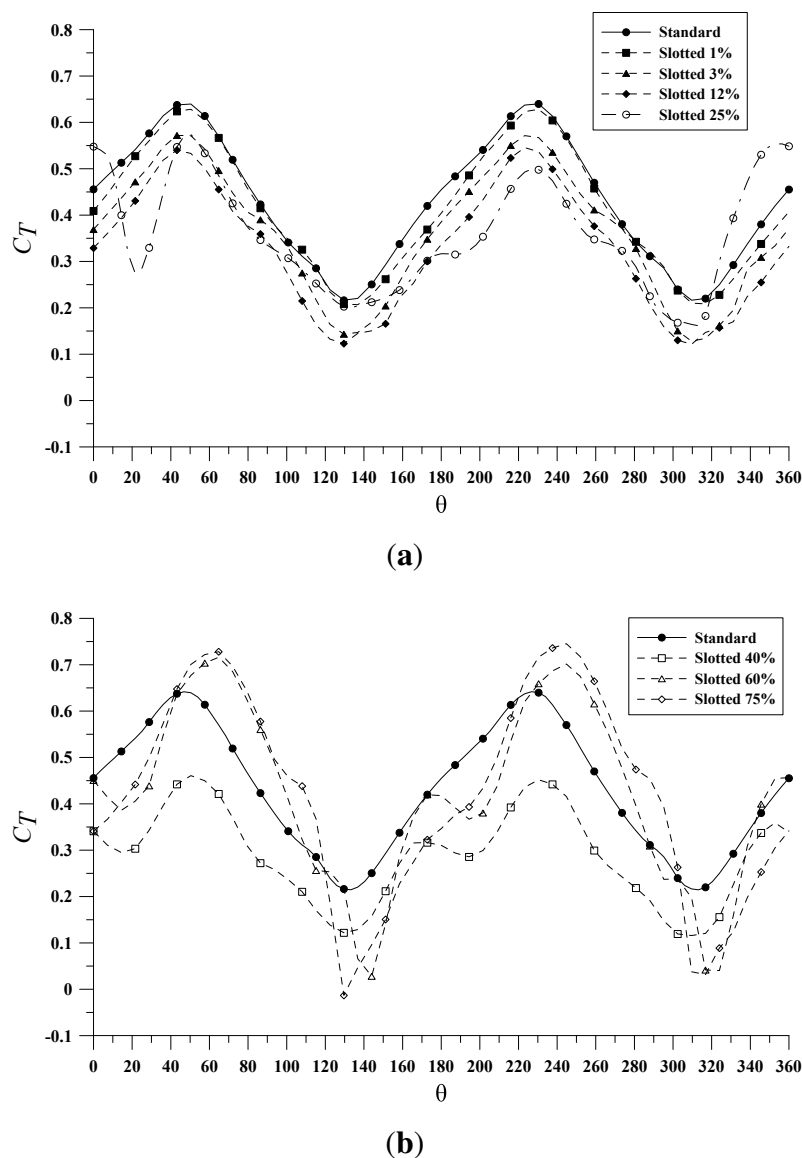 0.8
0.7
0.6
0.5
0.4
0.3
0.2
0.1
0
-0.1
C_T
Standard
Slotted 1%
Slotted 3%
Slotted 12%
Slotted 25%
0 20 40 60 80 100 120 140 160 180 200 220 240 260 280 300 320 340 360
θ
(a)
0.8
0.7
0.6
0.5
0.4
0.3
0.2
0.1
0
-0.1
C_T
Standard
Slotted 40%
Slotted 60%
Slotted 75%
0 20 40 60 80 100 120 140 160 180 200 220 240 260 280 300 320 340 360
θ
(b)